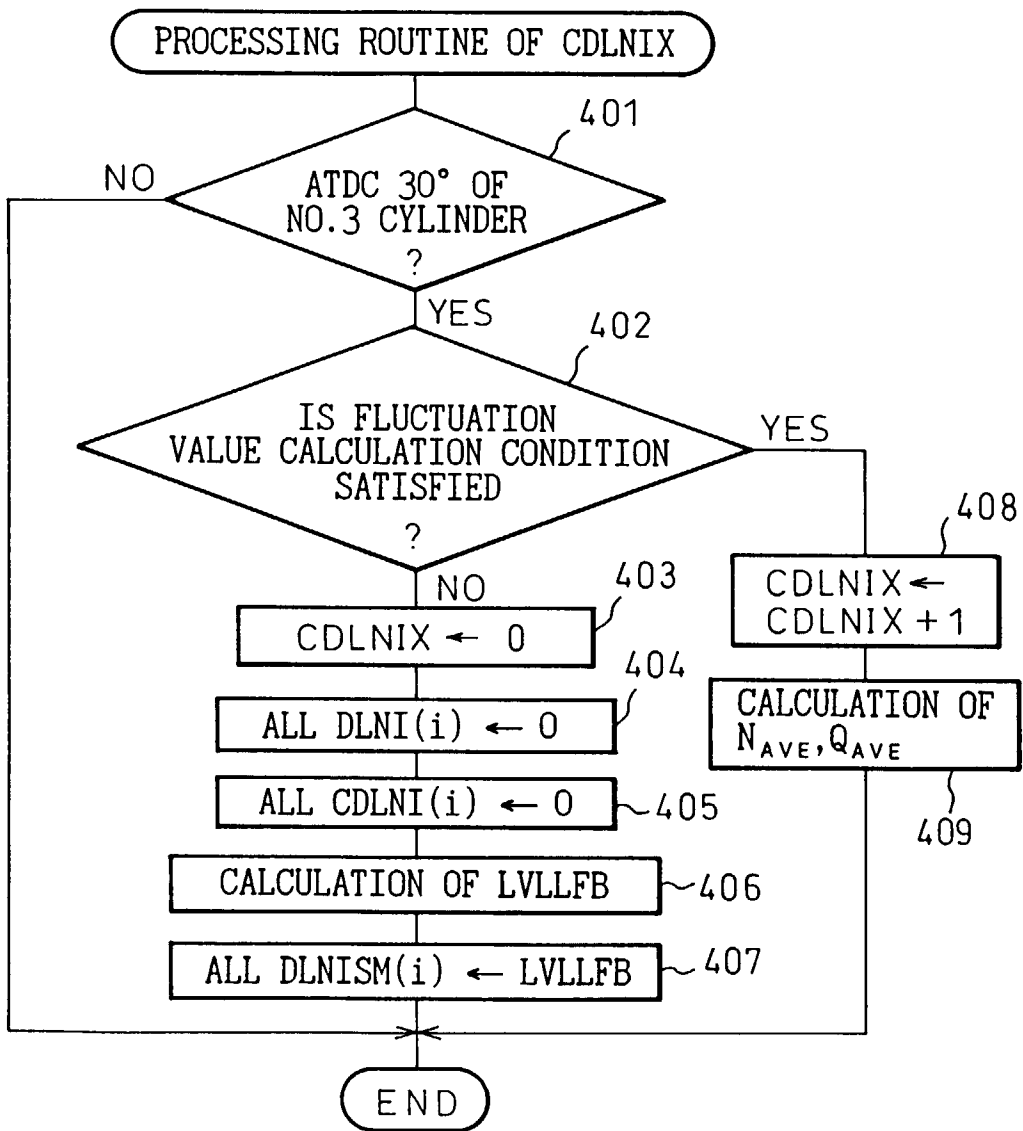 PROCESSING ROUTINE OF CDLNIX
401
NO
ATDC 30° OF
NO.3 CYLINDER
?
YES
402
IS FLUCTUATION
VALUE CALCULATION CONDITION
SATISFIED
?
YES
NO
403
CDLNIX ← 0
408
CDLNIX ←
CDLNIX + 1
404
ALL DLNI(i) ← 0
CALCULATION OF
NAVE, QAVE
409
ALL CDLNI(i) ← 0
405
CALCULATION OF LVLLFB
406
ALL DLNISM(i) ← LVLLFB
407
END